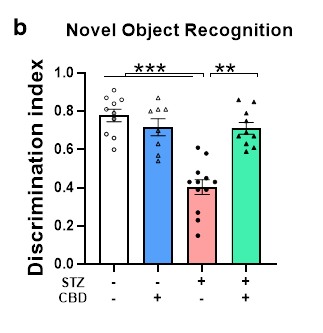 b Novel Object Recognition
*** **
Discrimination index
1.0
0.8
0.6
0.4
0.2
0.0
STZ - - + +
CBD - + - +